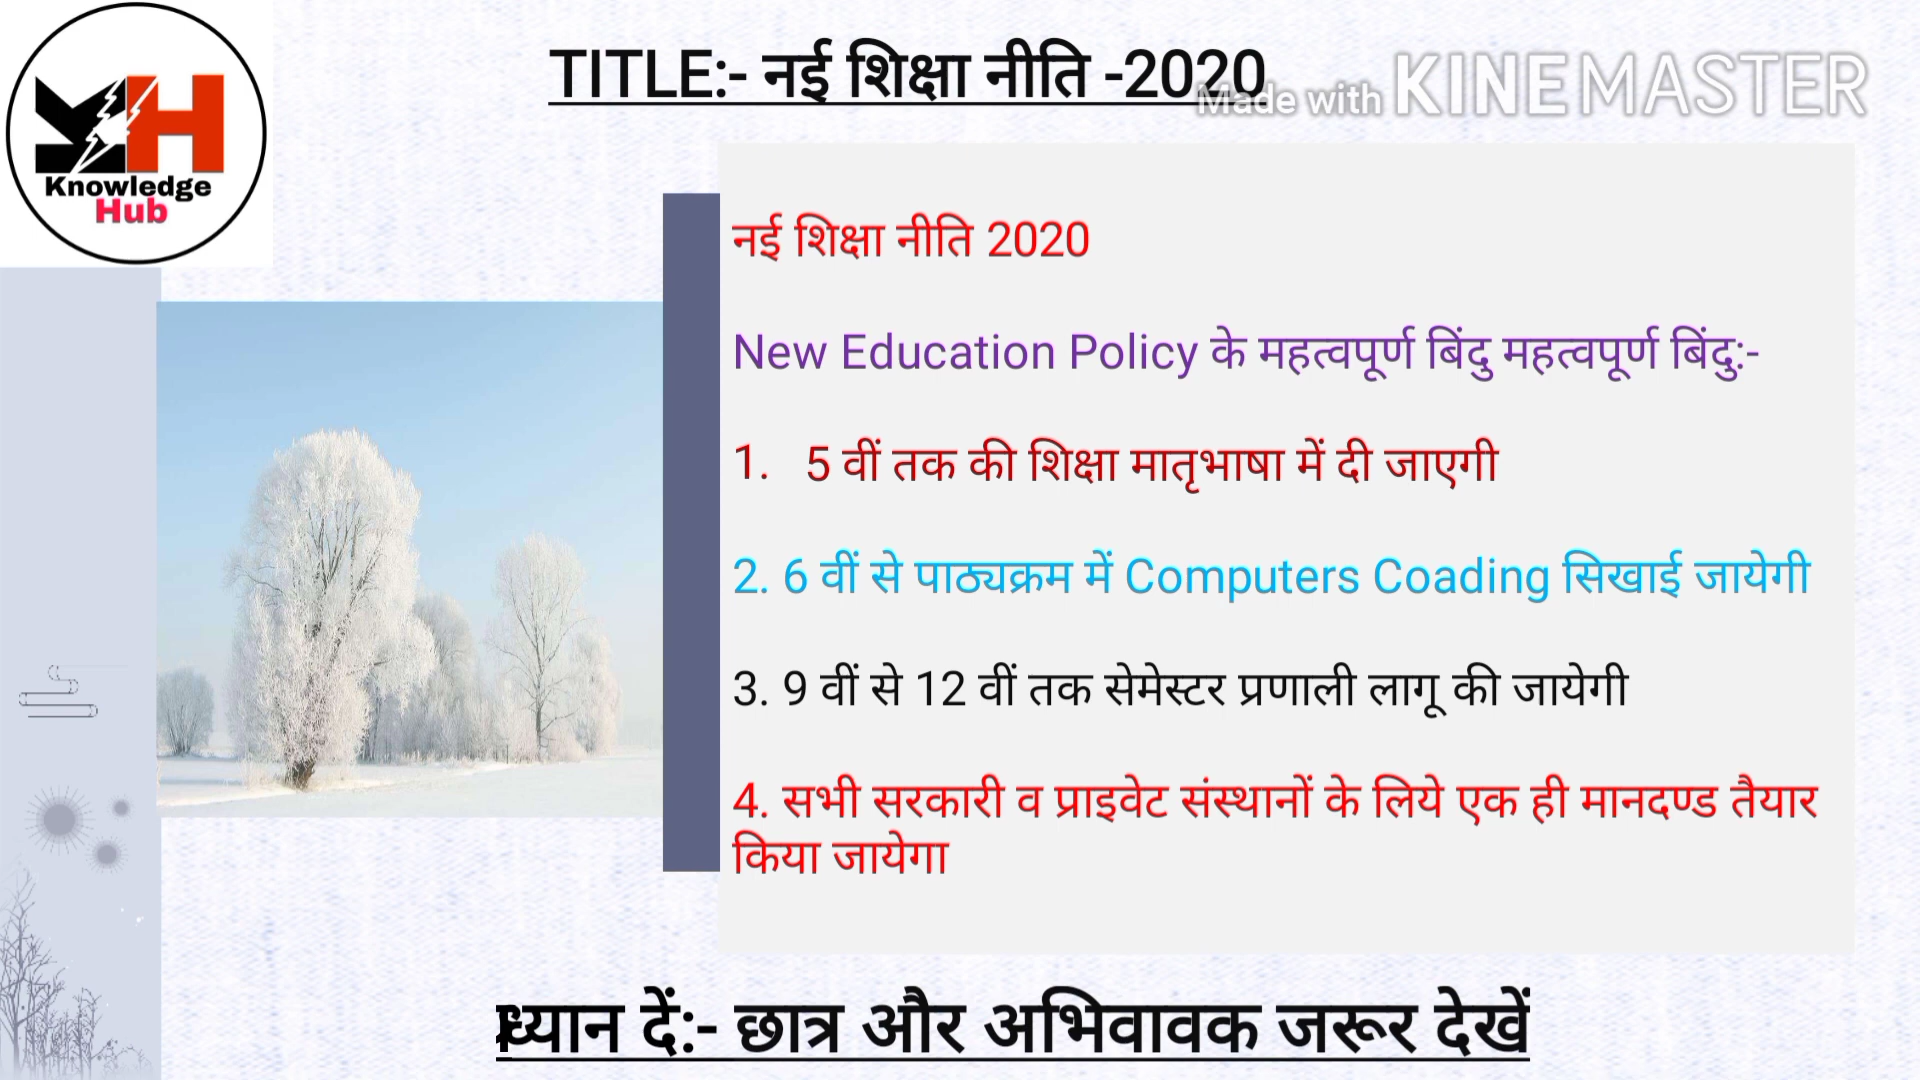 TITLE:- नई शिक्षा नीति -2020
Made with KINEMASTER
KH
Knowledge
Hub
नई शिक्षा नीति 2020
New Education Policy के महत्वपूर्ण बिंदु महत्वपूर्ण बिंदु:-
1. 5 वीं तक की शिक्षा मातृभाषा में दी जाएगी
2. 6 वीं से पाठ्यक्रम में Computers Coading सिखाई जायेगी
3. 9 वीं से 12 वीं तक सेमेस्टर प्रणाली लागू की जायेगी
4. सभी सरकारी व प्राइवेट संस्थानों के लिये एक ही मानदण्ड तैयार
किया जायेगा
ध्यान दें:- छात्र और अभिवावक जरूर देखें